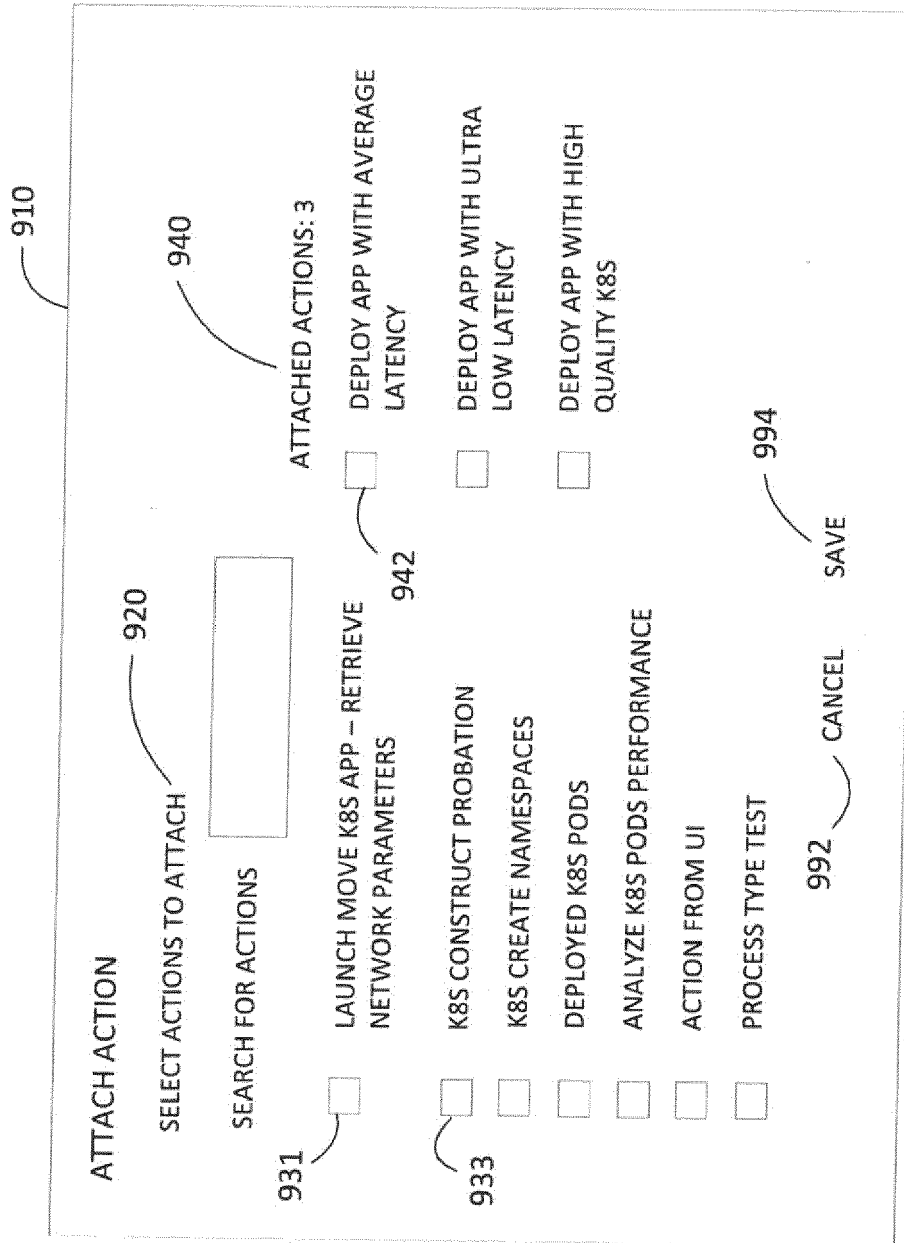 910
ATTACH ACTION
920
SELECT ACTIONS TO ATTACH
940
SEARCH FOR ACTIONS
ATTACHED ACTIONS: 3
931
LAUNCH MOVE K8S APP – RETRIEVE
NETWORK PARAMETERS
942
DEPLOY APP WITH AVERAGE
LATENCY
933
K8S CONSTRUCT PROBATION
K8S CREATE NAMESPACES
DEPLOYED K8S PODS
ANALYZE K8S PODS PERFORMANCE
ACTION FROM UI
PROCESS TYPE TEST
DEPLOY APP WITH ULTRA
LOW LATENCY
DEPLOY APP WITH HIGH
QUALITY K8S
992
CANCEL
SAVE
994